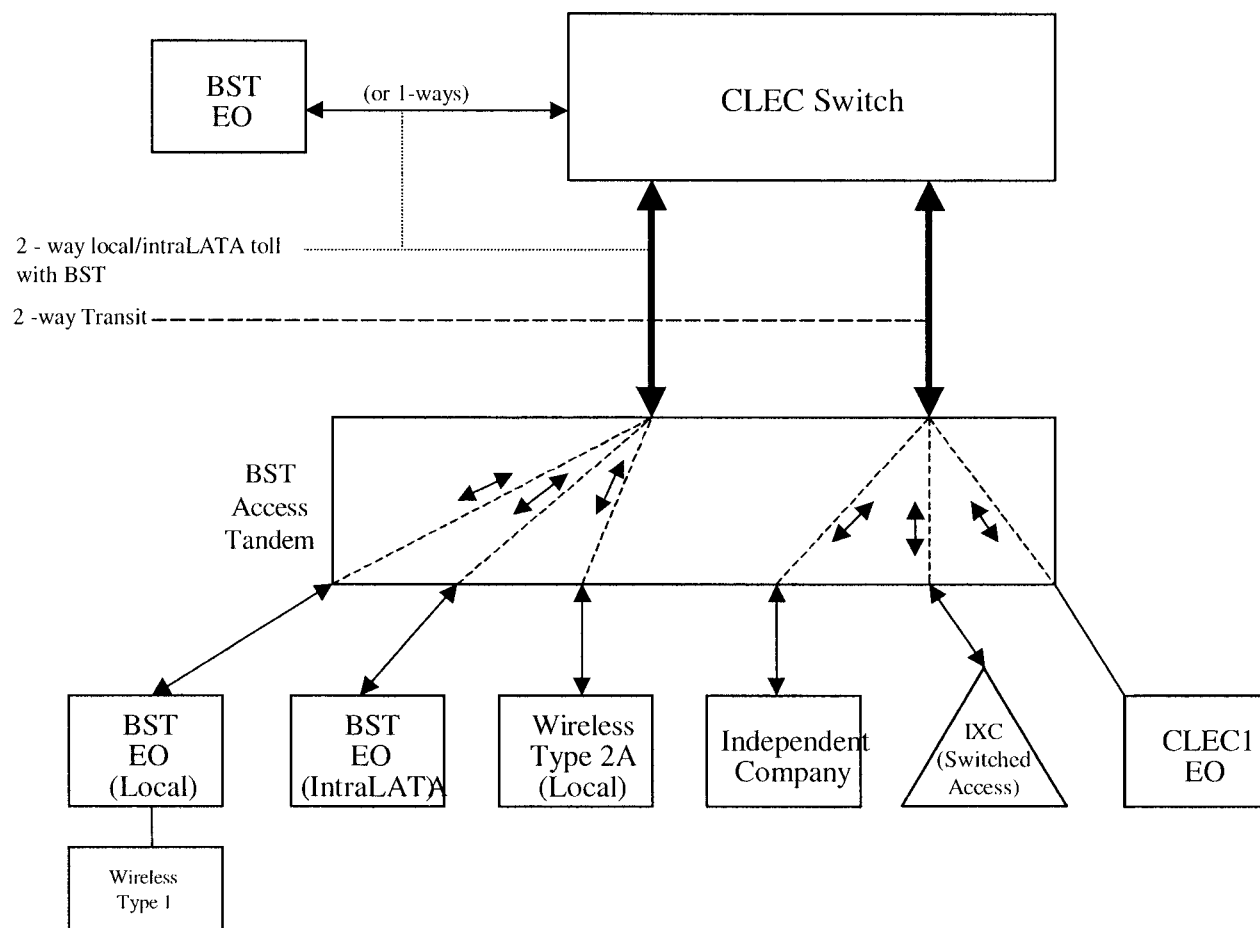 BST
EO
(or 1-ways)
CLEC Switch
2 - way local/intraLATA toll
with BST
2 -way Transit
BST
Access
Tandem
BST
EO
(Local)
BST
EO
(IntraLAT)A
Wireless
Type 2A
(Local)
Independent
Company
IXC
(Switched
Access)
CLEC1
EO
Wireless
Type 1